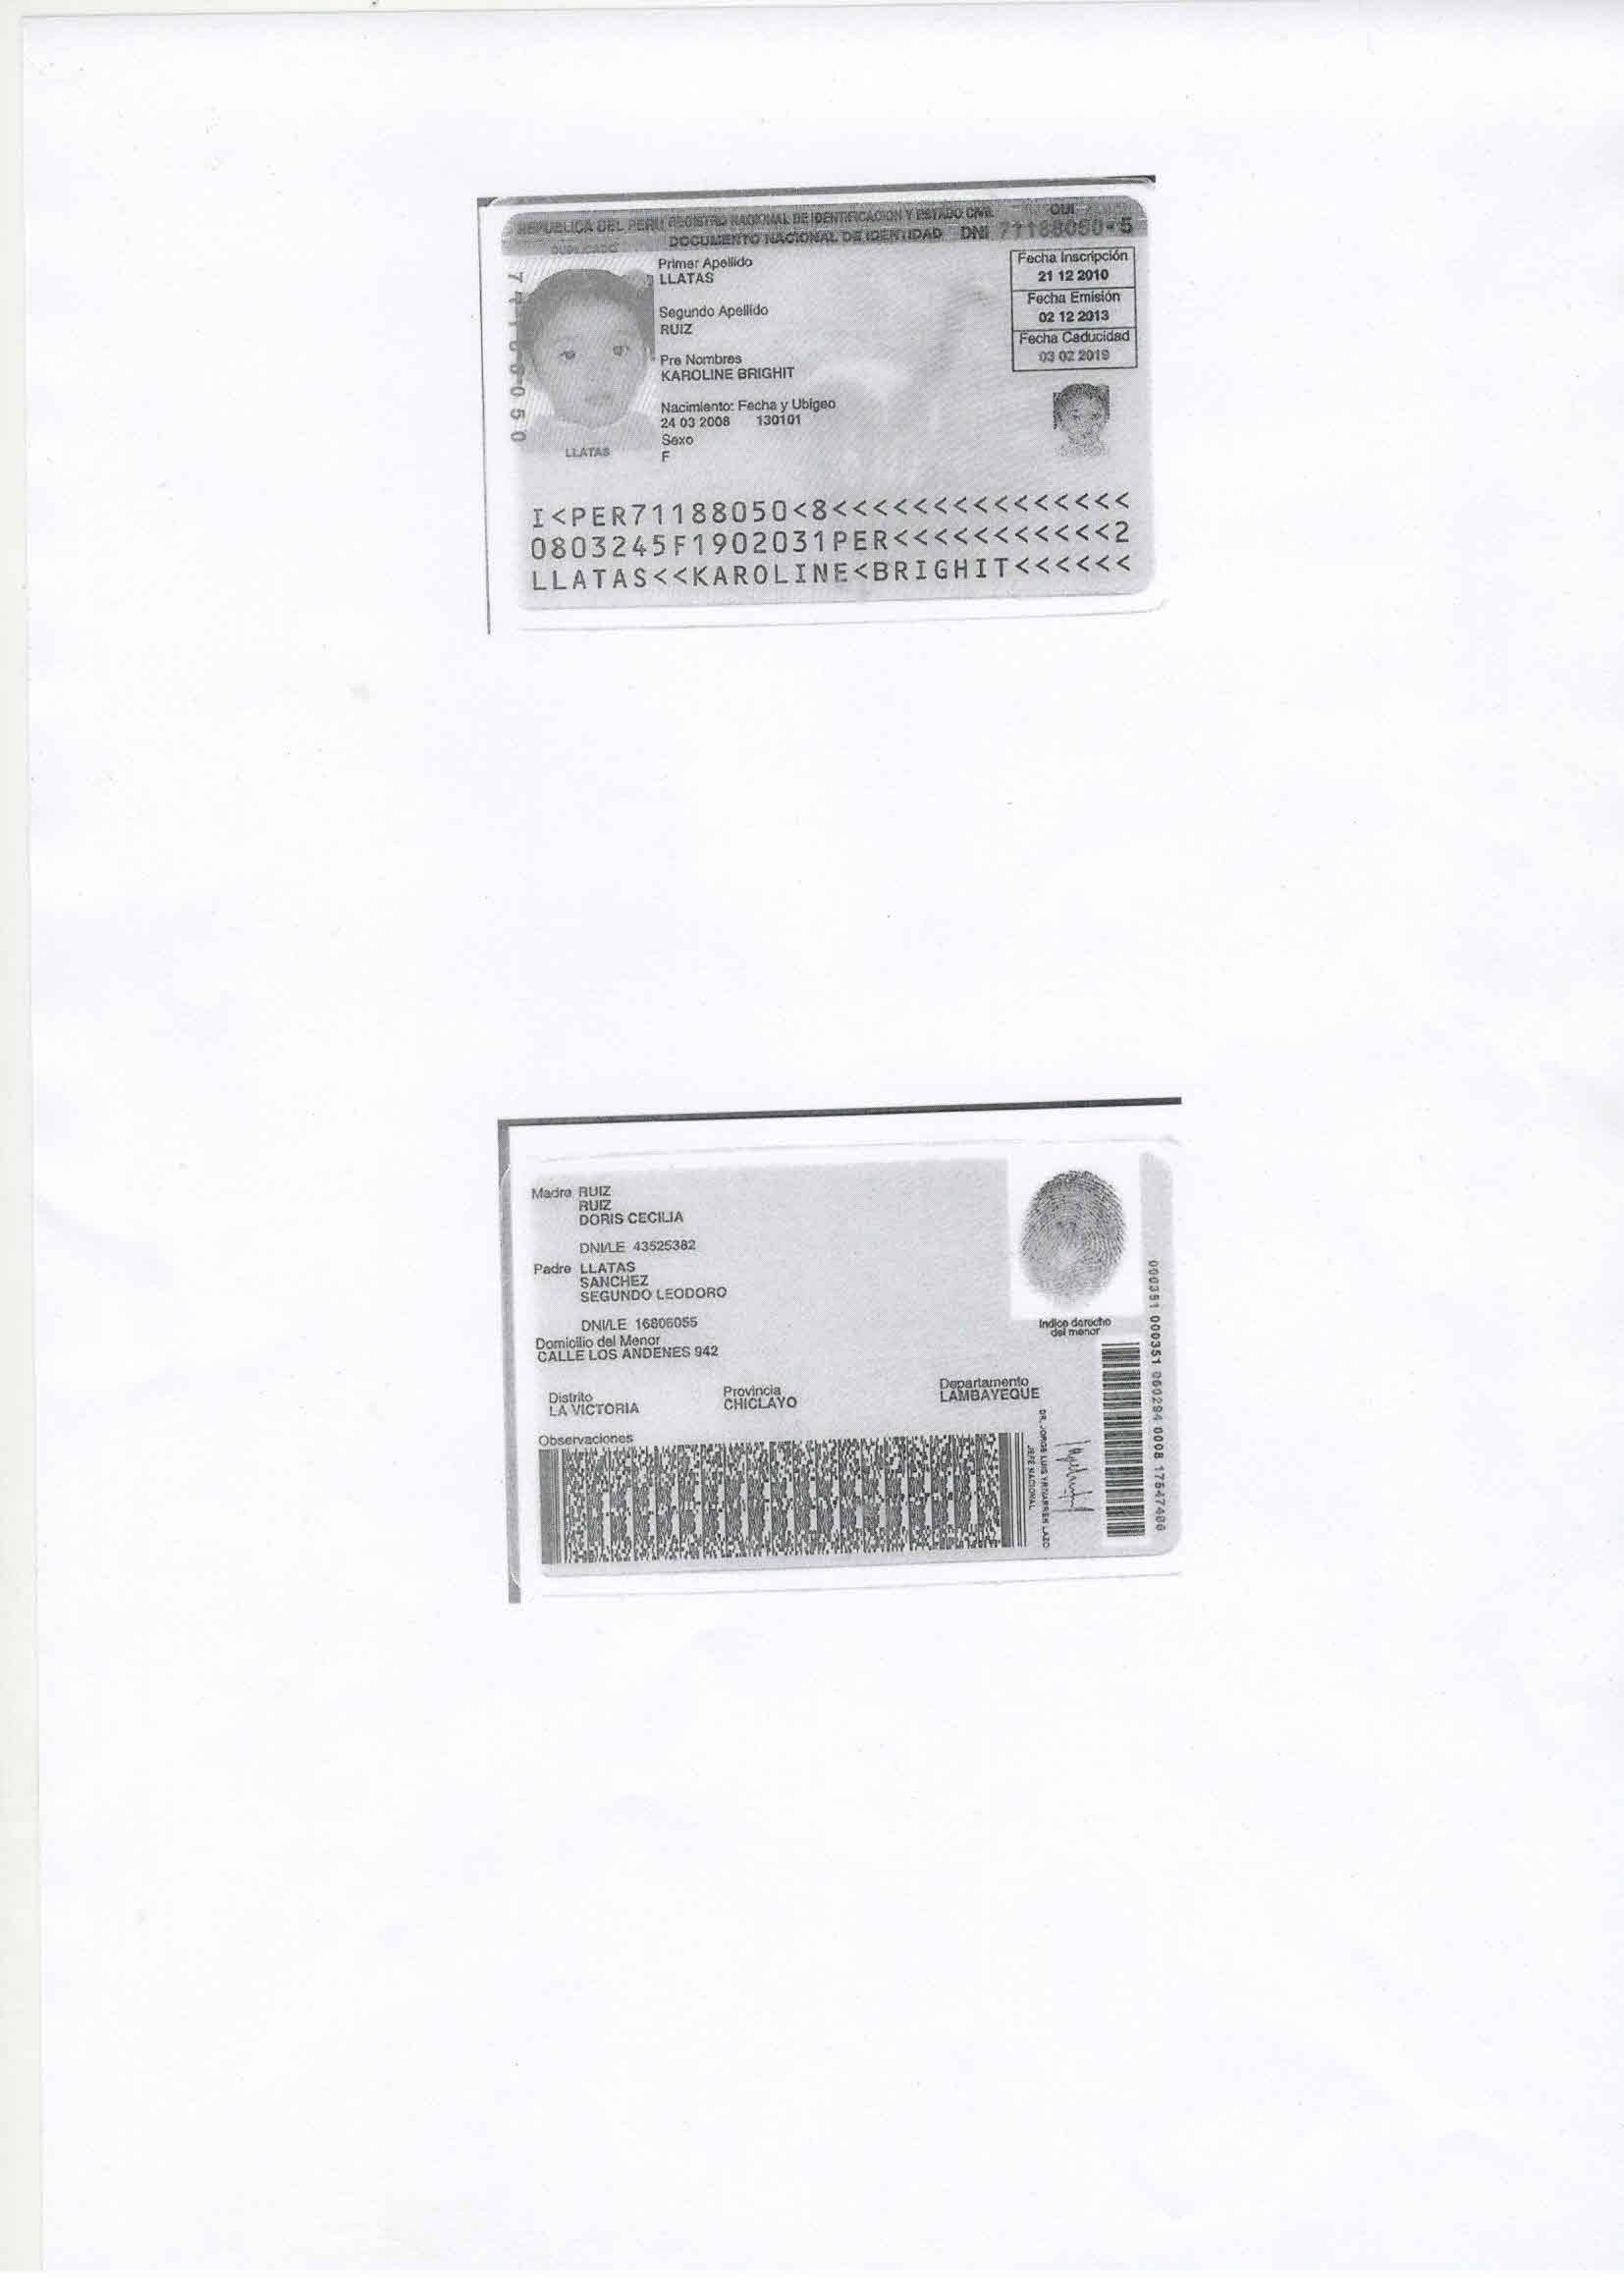 REPUBLICA DEL PERU REGISTRO NACIONAL DE IDENTIFICACION Y ESTADO CIVIL
CUI
DOCUMENTO NACIONAL DE IDENTIDAD DNI 71188050-5
DUPLICADO
Primer Apellido
LLATAS
Segundo Apellido
RUIZ
Pre Nombres
KAROLINE BRIGHIT
Nacimiento: Fecha y Ubigeo
24 03 2008 130101
Sexo
F
Fecha Inscripción
21 12 2010
Fecha Emisión
02 12 2013
Fecha Caducidad
03 02 2019
71188050
LLATAS
I<PER71188050<8<<<<<<<<<<<<<<<
0803245F1902031PER<<<<<<<<<<<2
LLATAS<<KAROLINE<BRIGHIT<<<<<<
Madre RUIZ
RUIZ
DORIS CECILIA
DNI/LE 43525382
Padre LLATAS
SANCHEZ
SEGUNDO LEODORO
DNI/LE 16806055
Domicilio del Menor
CALLE LOS ANDENES 942
Distrito
LA VICTORIA
Provincia
CHICLAYO
Departamento
LAMBAYEQUE
Observaciones
Indice derecho
del menor
DR. JORGE LUIS YRIVARREN LAZO
JEFE NACIONAL
000351 000351 060294 0008 17547486